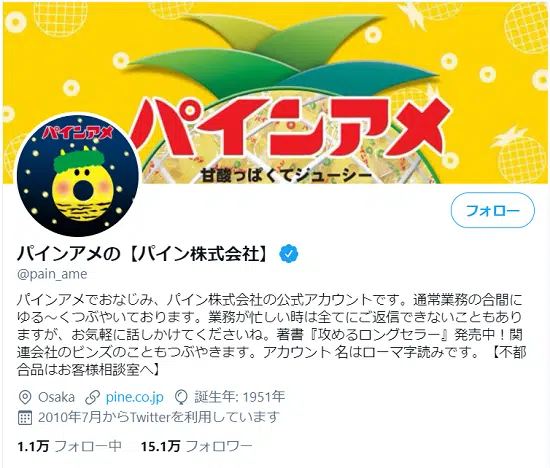 パインアメ
甘酸っぱくてジューシー
パインアメ
フォロー
パインアメの【パイン株式会社】
@pain_ame
パインアメでおなじみ、パイン株式会社の公式アカウントです。通常業務の合間に
ゆる〜くつぶやいております。業務が忙しい時は全てにご返信できないこともあり
ますが、お気軽に話しかけてくださいね。著書『攻めるロングセラー』発売中！関
連会社のビンズのこともつぶやきます。アカウント 名はローマ字読みです。【不都
合品はお客様相談室へ】
Osaka pine.co.jp 誕生年: 1951年
2010年7月からTwitterを利用しています
1.1万 フォロー中 15.1万 フォロワー